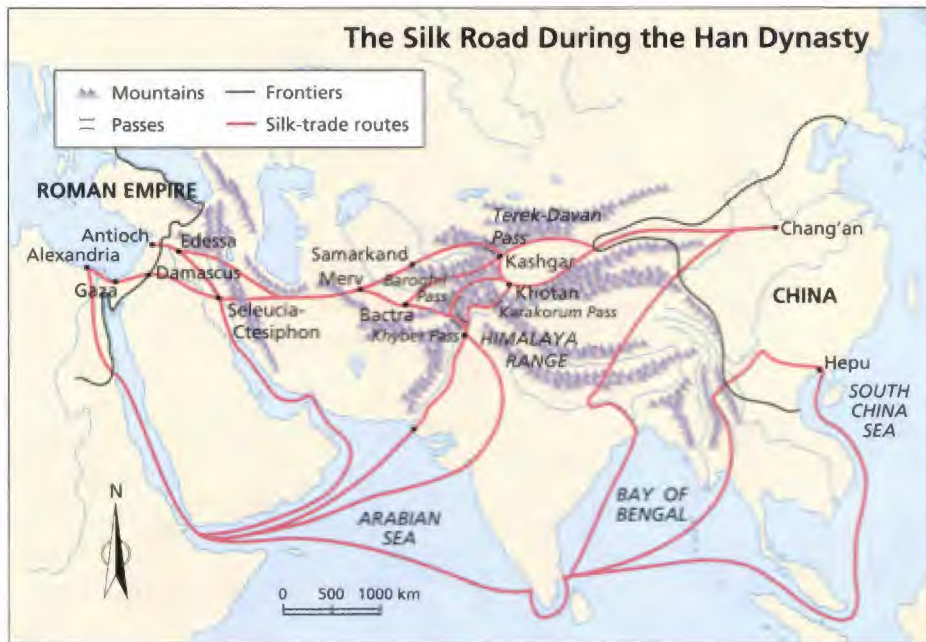 The Silk Road During the Han Dynasty
Mountains
Frontiers
Passes
Silk-trade routes
ROMAN EMPIRE
Antioch
Edessa
Alexandria
Damascus
Gaza
Seleucia-
Ctesiphon
Samarkand
Merv
Bactra
Baroghil
Pass
Khyber Pass
Terek-Davan
Pass
Kashgar
Khotan
Karakorum Pass
HIMALAYA
RANGE
Chang'an
CHINA
Hepu
SOUTH
CHINA
SEA
BAY OF
BENGAL
ARABIAN
SEA
N
0 500 1000 km